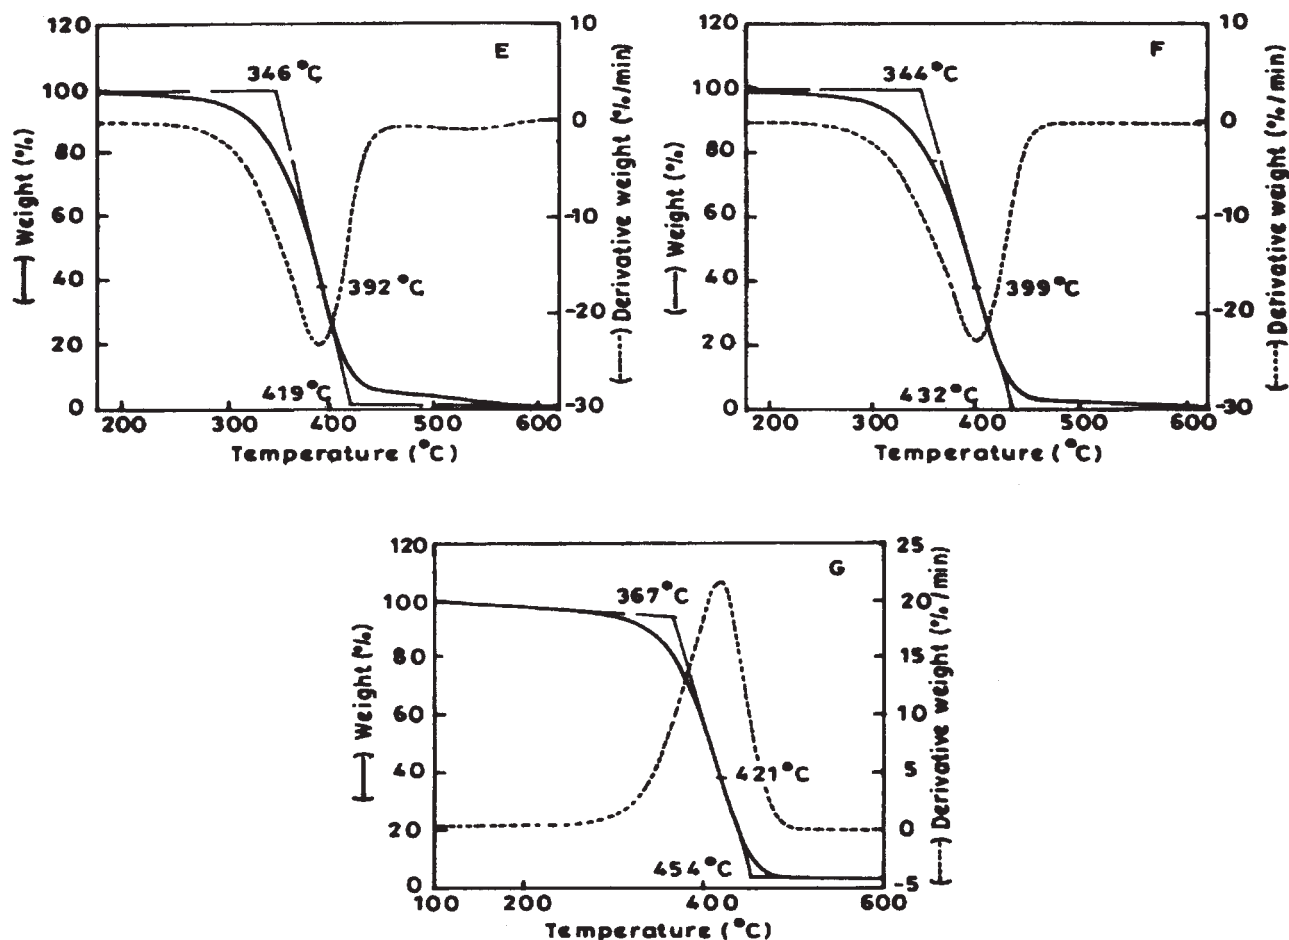 120
100
80
60
40
20
0
(——) Weight (%)
E
346°C
392°C
419°C
10
0
-10
-20
-30
(-----) Derivative weight (%/min)
200
300
400
500
600
Temperature (°C)
120
100
80
60
40
20
0
(——) Weight (%)
F
344°C
399°C
432°C
10
0
-10
-20
-30
(-----) Derivative weight (%/min)
200
300
400
500
600
Temperature (°C)
120
100
80
60
40
20
0
(——) Weight (%)
G
367°C
421°C
454°C
25
20
15
10
5
0
-5
(-----) Derivative weight (%/min)
100
200
400
600
Temperature (°C)